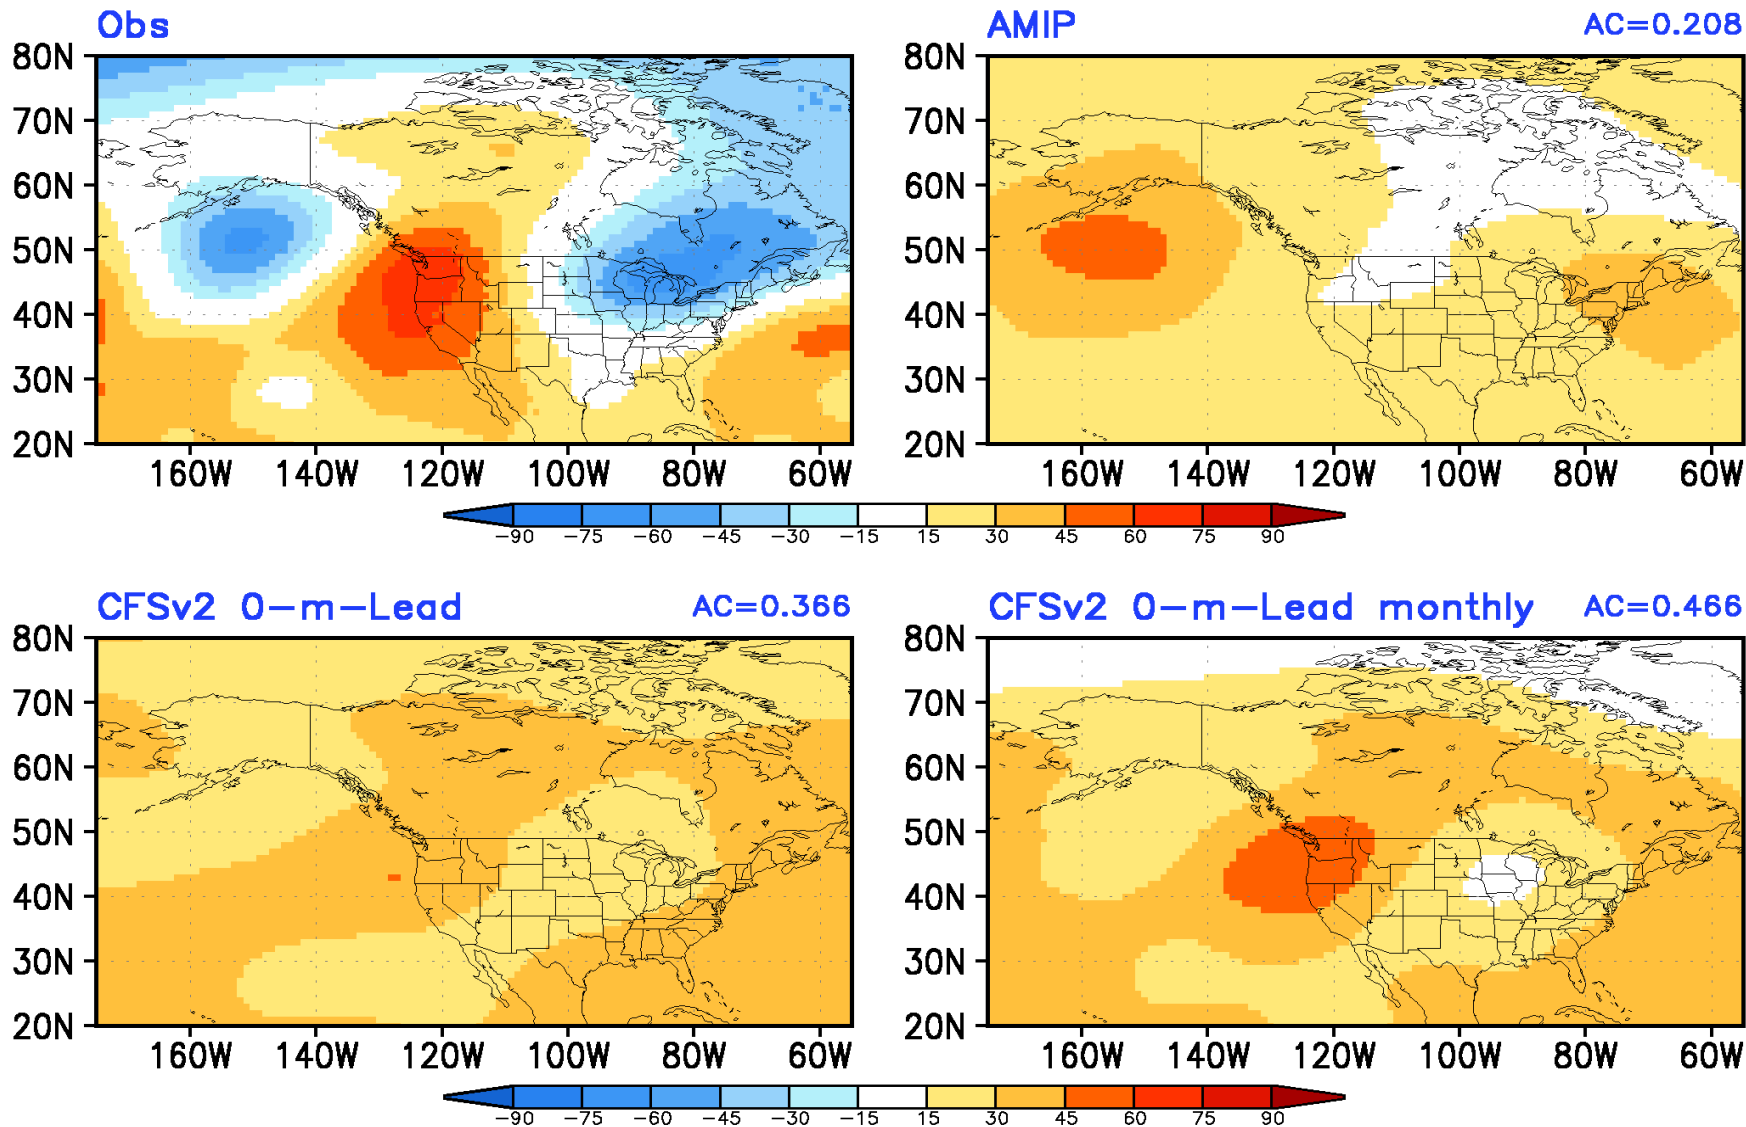 Obs
AMIP AC=0.208
80N 80N
70N 70N
60N 60N
50N 50N
40N 40N
30N 30N
20N 20N
160W 140W 120W 100W 80W 60W 160W 140W 120W 100W 80W 60W
−90 −75 −60 −45 −30 −15 15 30 45 60 75 90
CFSv2 0−m−Lead AC=0.366
CFSv2 0−m−Lead monthly AC=0.466
80N 80N
70N 70N
60N 60N
50N 50N
40N 40N
30N 30N
20N 20N
160W 140W 120W 100W 80W 60W 160W 140W 120W 100W 80W 60W
−90 −75 −60 −45 −30 −15 15 30 45 60 75 90